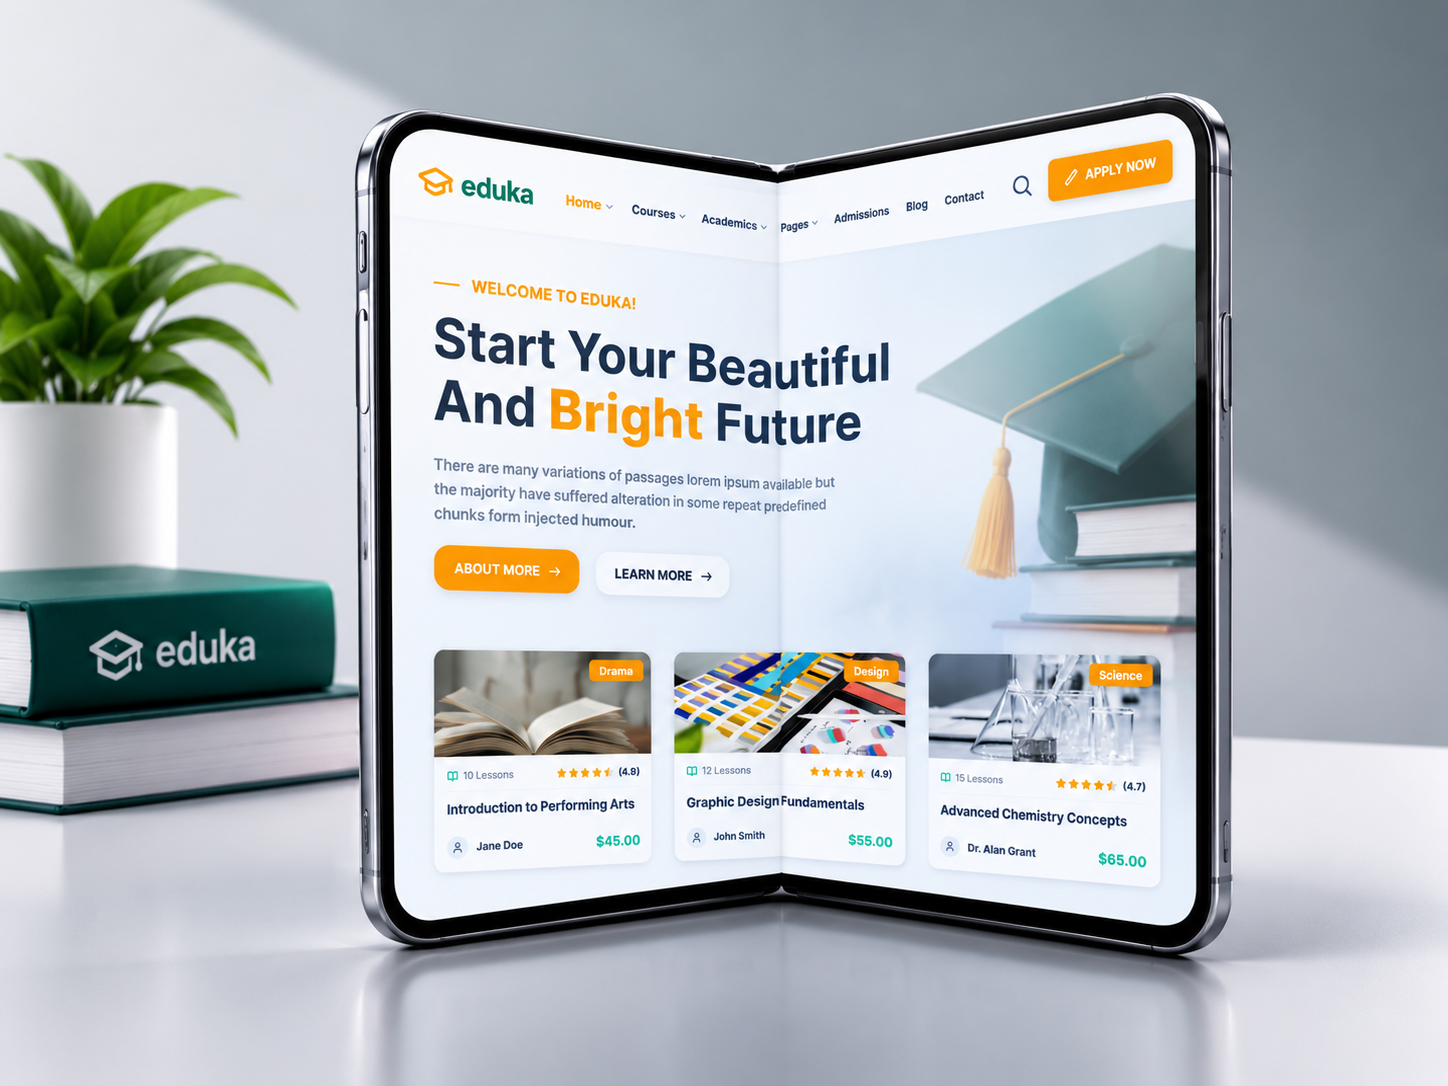 eduka
Home
Courses
Academics
Pages
Admissions
Blog
Contact
APPLY NOW
WELCOME TO EDUKA!
Start Your Beautiful
And Bright Future
There are many variations of passages lorem ipsum available but
the majority have suffered alteration in some repeat predefined
chunks form injected humour.
ABOUT MORE →
LEARN MORE →
Drama
10 Lessons
(4.9)
Introduction to Performing Arts
Jane Doe
$45.00
Design
12 Lessons
(4.9)
Graphic Design Fundamentals
John Smith
$55.00
Science
15 Lessons
(4.7)
Advanced Chemistry Concepts
Dr. Alan Grant
$65.00
eduka